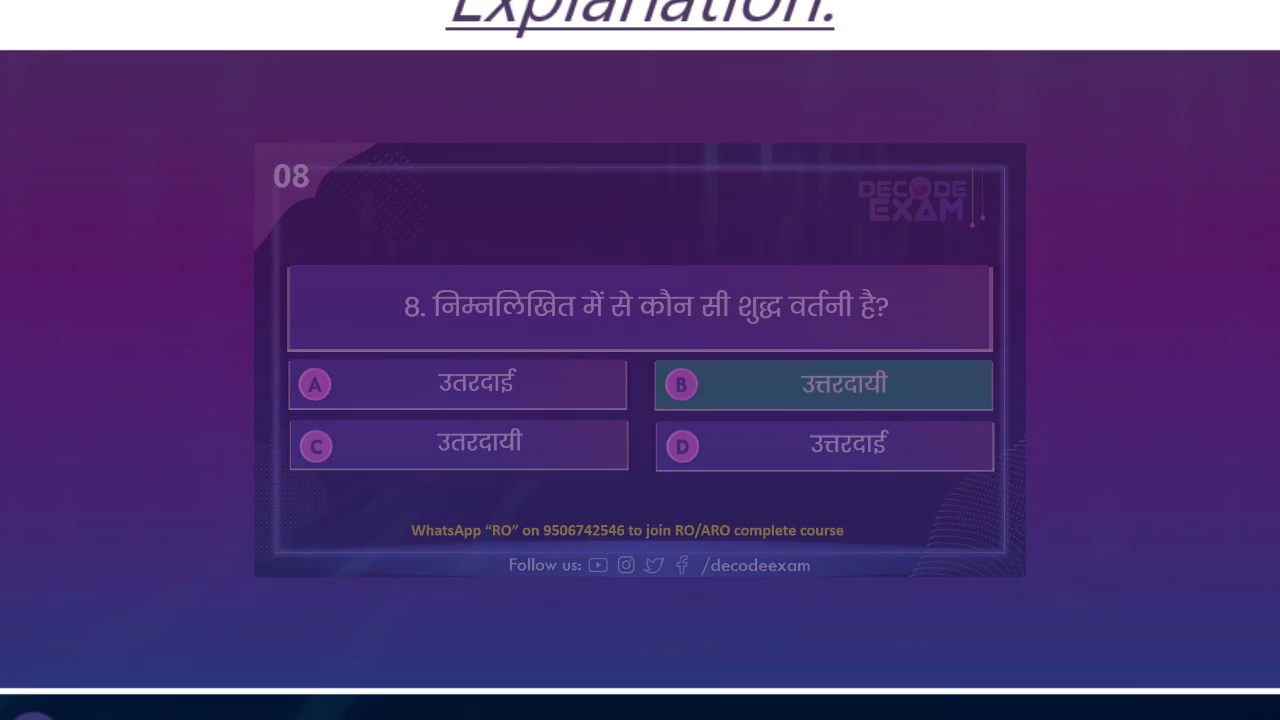 Explanation:
08
DECODE
EXAM
8. निम्नलिखित में से कौन सी शुद्ध वर्तनी है?
A उतरदाई
B उत्तरदायी
C उतरदायी
D उत्तरदाई
WhatsApp “RO” on 9506742546 to join RO/ARO complete course
Follow us: /decodeexam